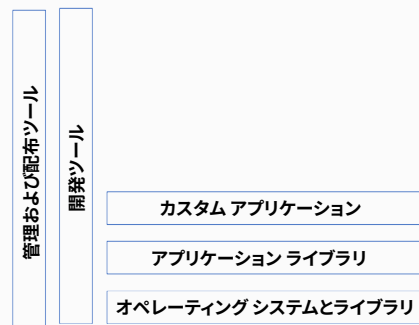 管理および配布ツール
開発ツール
カスタム アプリケーション
アプリケーション ライブラリ
オペレーティング システムとライブラリ